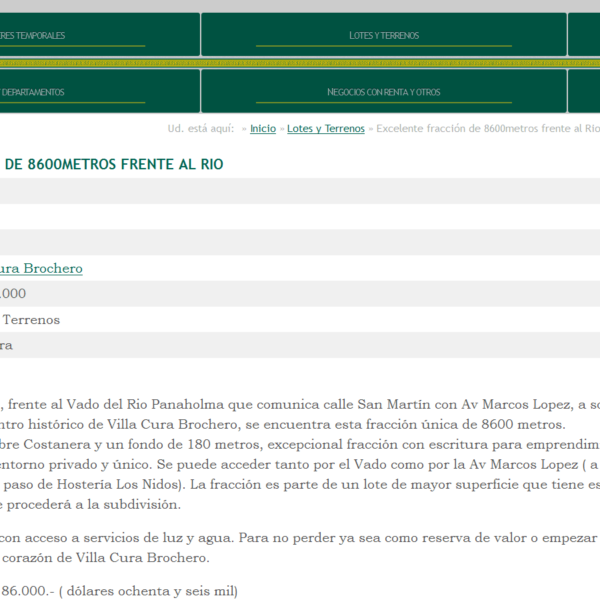 RES TEMPORALES
LOTES Y TERRENOS
DEPARTAMENTOS
NEGOCIOS CON RENTA Y OTROS
Ud. está aquí: » Inicio » Lotes y Terrenos » Excelente fracción de 8600metros frente al Rio
DE 8600METROS FRENTE AL RIO
ura Brochero
.000
Terrenos
ra
, frente al Vado del Rio Panaholma que comunica calle San Martín con Av Marcos Lopez, a so
ntro histórico de Villa Cura Brochero, se encuentra esta fracción única de 8600 metros.
bre Costanera y un fondo de 180 metros, excepcional fracción con escritura para emprendim
entorno privado y único. Se puede acceder tanto por el Vado como por la Av Marcos Lopez ( a
paso de Hostería Los Nidos). La fracción es parte de un lote de mayor superficie que tiene es
e procederá a la subdivisión.
con acceso a servicios de luz y agua. Para no perder ya sea como reserva de valor o empezar
corazón de Villa Cura Brochero.
86.000.- ( dólares ochenta y seis mil)